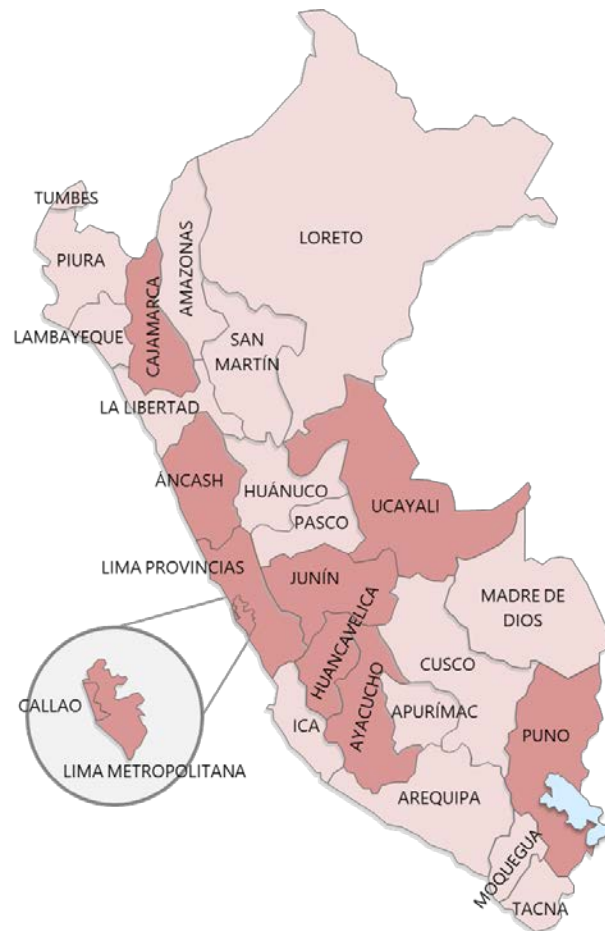 TUMBES
PIURA
AMAZONAS
LORETO
CAJAMARCA
LAMBAYEQUE
SAN
MARTÍN
LA LIBERTAD
ÁNCASH
HUÁNUCO
UCAYALI
PASCO
LIMA PROVINCIAS
JUNÍN
MADRE DE
DIOS
HUANCAVELICA
CUSCO
AYACUCHO
CALLAO
ICA
APURÍMAC
PUNO
LIMA METROPOLITANA
AREQUIPA
MOQUEGUA
TACNA